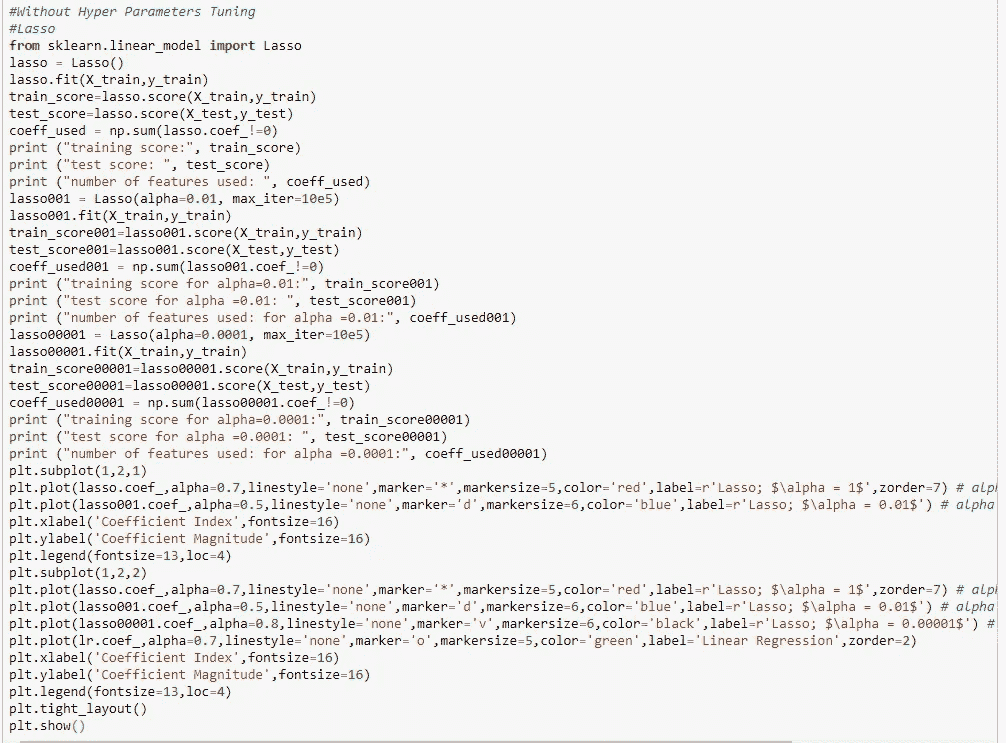 #Without Hyper Parameters Tuning
#Lasso
from sklearn.linear_model import Lasso
lasso = Lasso()
lasso.fit(X_train,y_train)
train_score=lasso.score(X_train,y_train)
test_score=lasso.score(X_test,y_test)
coeff_used = np.sum(lasso.coef_!=0)
print ("training score:", train_score)
print ("test score: ", test_score)
print ("number of features used: ", coeff_used)
lasso001 = Lasso(alpha=0.01, max_iter=10e5)
lasso001.fit(X_train,y_train)
train_score001=lasso001.score(X_train,y_train)
test_score001=lasso001.score(X_test,y_test)
coeff_used001 = np.sum(lasso001.coef_!=0)
print ("training score for alpha=0.01:", train_score001)
print ("test score for alpha =0.01: ", test_score001)
print ("number of features used: for alpha =0.01:", coeff_used001)
lasso00001 = Lasso(alpha=0.0001, max_iter=10e5)
lasso00001.fit(X_train,y_train)
train_score00001=lasso00001.score(X_train,y_train)
test_score00001=lasso00001.score(X_test,y_test)
coeff_used00001 = np.sum(lasso00001.coef_!=0)
print ("training score for alpha=0.0001:", train_score00001)
print ("test score for alpha =0.0001: ", test_score00001)
print ("number of features used: for alpha =0.0001:", coeff_used00001)
plt.subplot(1,2,1)
plt.plot(lasso.coef_,alpha=0.7,linestyle='none',marker='*',markersize=5,color='red',label=r'Lasso; $\alpha = 1$',zorder=7) # alp
plt.plot(lasso001.coef_,alpha=0.5,linestyle='none',marker='d',markersize=6,color='blue',label=r'Lasso; $\alpha = 0.01$') # alpha
plt.xlabel('Coefficient Index',fontsize=16)
plt.ylabel('Coefficient Magnitude',fontsize=16)
plt.legend(fontsize=13,loc=4)
plt.subplot(1,2,2)
plt.plot(lasso.coef_,alpha=0.7,linestyle='none',marker='*',markersize=5,color='red',label=r'Lasso; $\alpha = 1$',zorder=7) # alp
plt.plot(lasso001.coef_,alpha=0.5,linestyle='none',marker='d',markersize=6,color='blue',label=r'Lasso; $\alpha = 0.01$') # alpha
plt.plot(lasso00001.coef_,alpha=0.8,linestyle='none',marker='v',markersize=6,color='black',label=r'Lasso; $\alpha = 0.00001$') #
plt.plot(lr.coef_,alpha=0.7,linestyle='none',marker='o',markersize=5,color='green',label='Linear Regression',zorder=2)
plt.xlabel('Coefficient Index',fontsize=16)
plt.ylabel('Coefficient Magnitude',fontsize=16)
plt.legend(fontsize=13,loc=4)
plt.tight_layout()
plt.show()